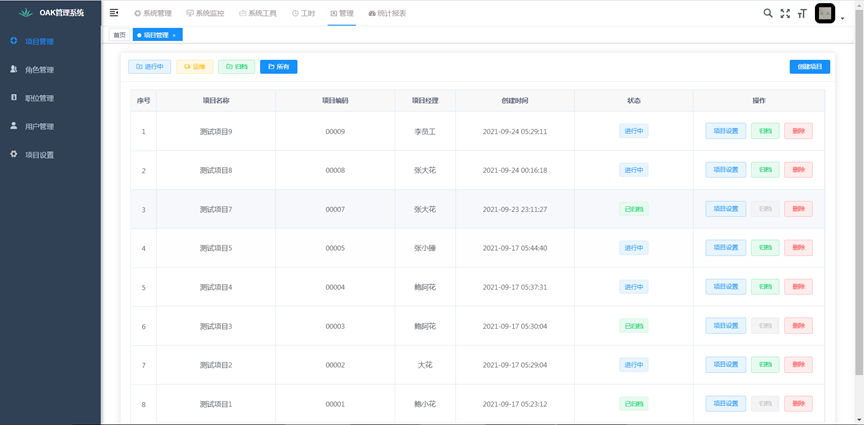 OAK管理系统
系统管理 系统监控 系统工具 工时 管理 统计报表
首页 项目管理 ×
项目管理
角色管理
职位管理
用户管理
项目设置
进行中 运维 归档 所有 创建项目
序号 项目名称 项目编码 项目经理 创建时间 状态 操作
1 测试项目9 00009 李员工 2021-09-24 05:29:11 进行中 项目设置 归档 删除
2 测试项目8 00008 张大花 2021-09-24 00:16:18 进行中 项目设置 归档 删除
3 测试项目7 00007 张大花 2021-09-23 23:11:27 已归档 项目设置 归档 删除
4 测试项目5 00005 张小锤 2021-09-17 05:44:40 进行中 项目设置 归档 删除
5 测试项目4 00004 鲍阿花 2021-09-17 05:37:31 进行中 项目设置 归档 删除
6 测试项目3 00003 鲍阿花 2021-09-17 05:30:04 已归档 项目设置 归档 删除
7 测试项目2 00002 大花 2021-09-17 05:29:04 进行中 项目设置 归档 删除
8 测试项目1 00001 鲍小花 2021-09-17 05:23:12 已归档 项目设置 归档 删除